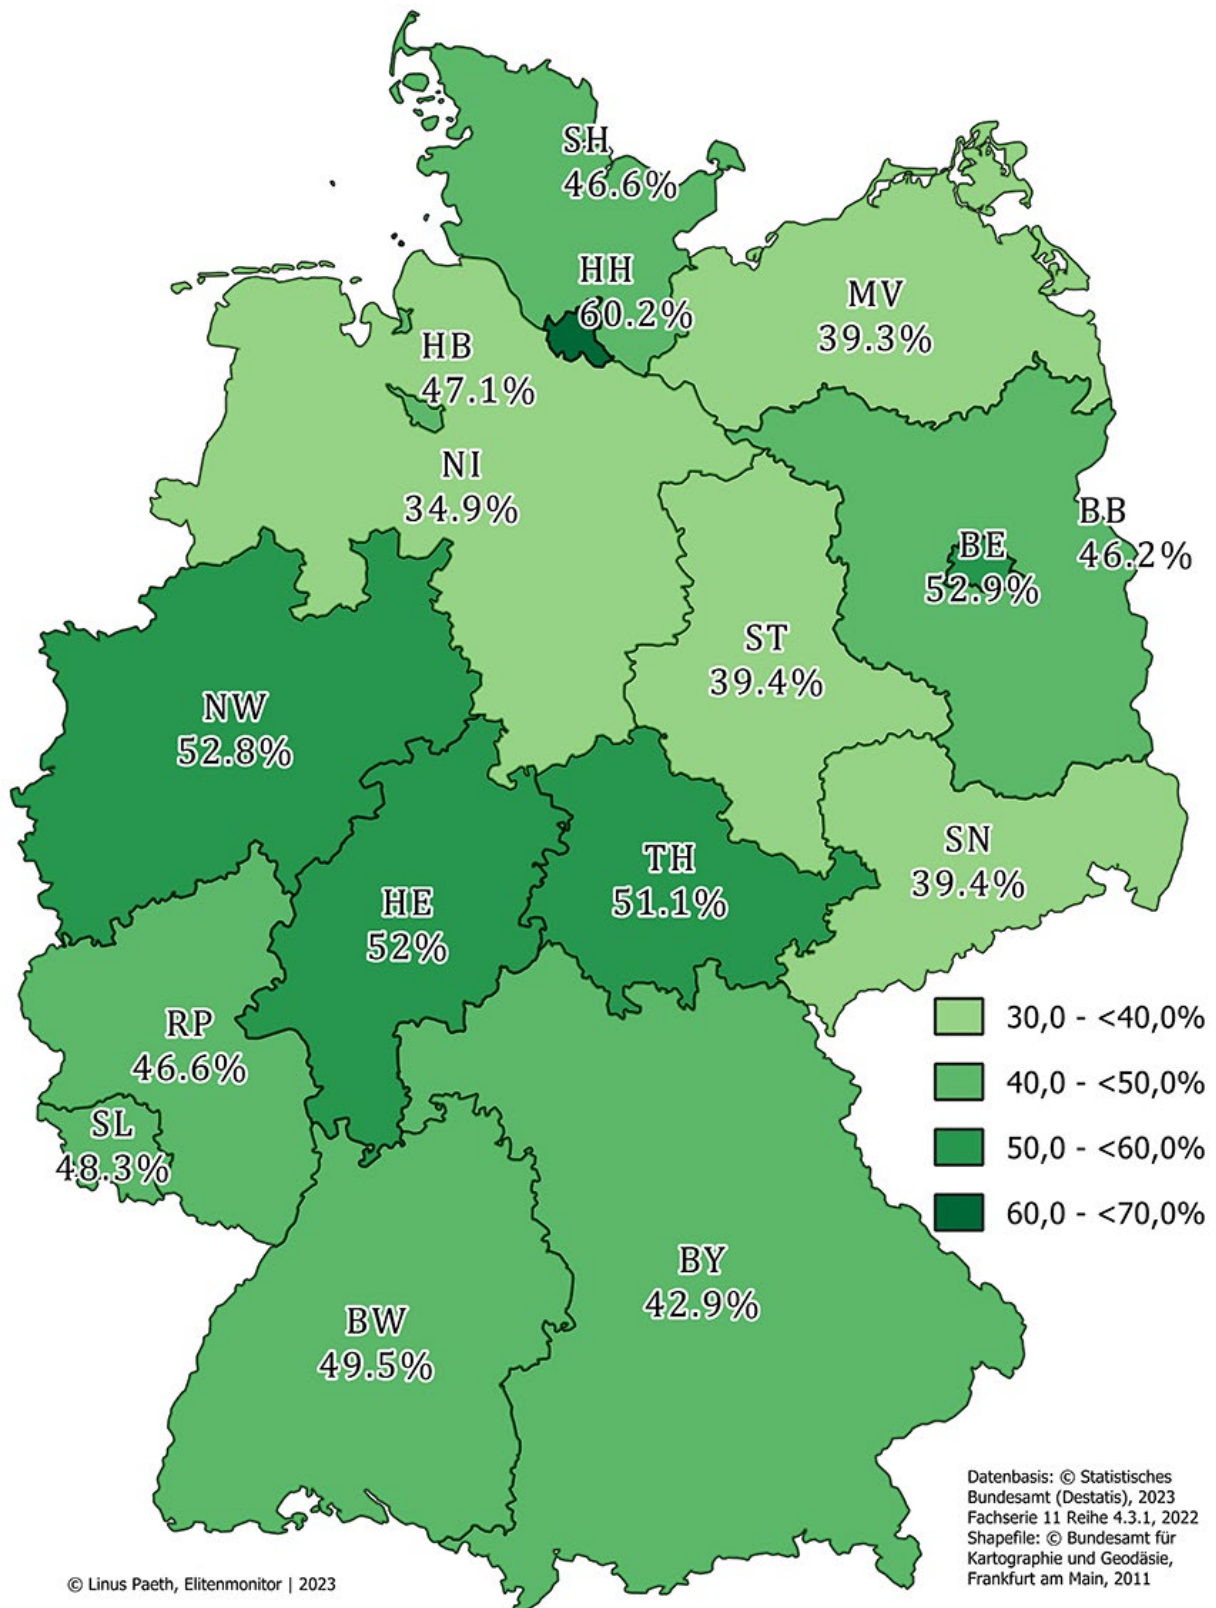 SH
46.6%
HH
60.2%
MV
39.3%
HB
47.1%
NI
34.9%
BB
46.2%
BE
52.9%
ST
39.4%
NW
52.8%
SN
39.4%
TH
51.1%
HE
52%
RP
46.6%
SL
48.3%
BY
42.9%
BW
49.5%
30,0 - <40,0%
40,0 - <50,0%
50,0 - <60,0%
60,0 - <70,0%
Datenbasis: © Statistisches
Bundesamt (Destatis), 2023
Fachserie 11 Reihe 4.3.1, 2022
Shapefile: © Bundesamt für
Kartographie und Geodäsie,
Frankfurt am Main, 2011
© Linus Paeth, Elitenmonitor | 2023